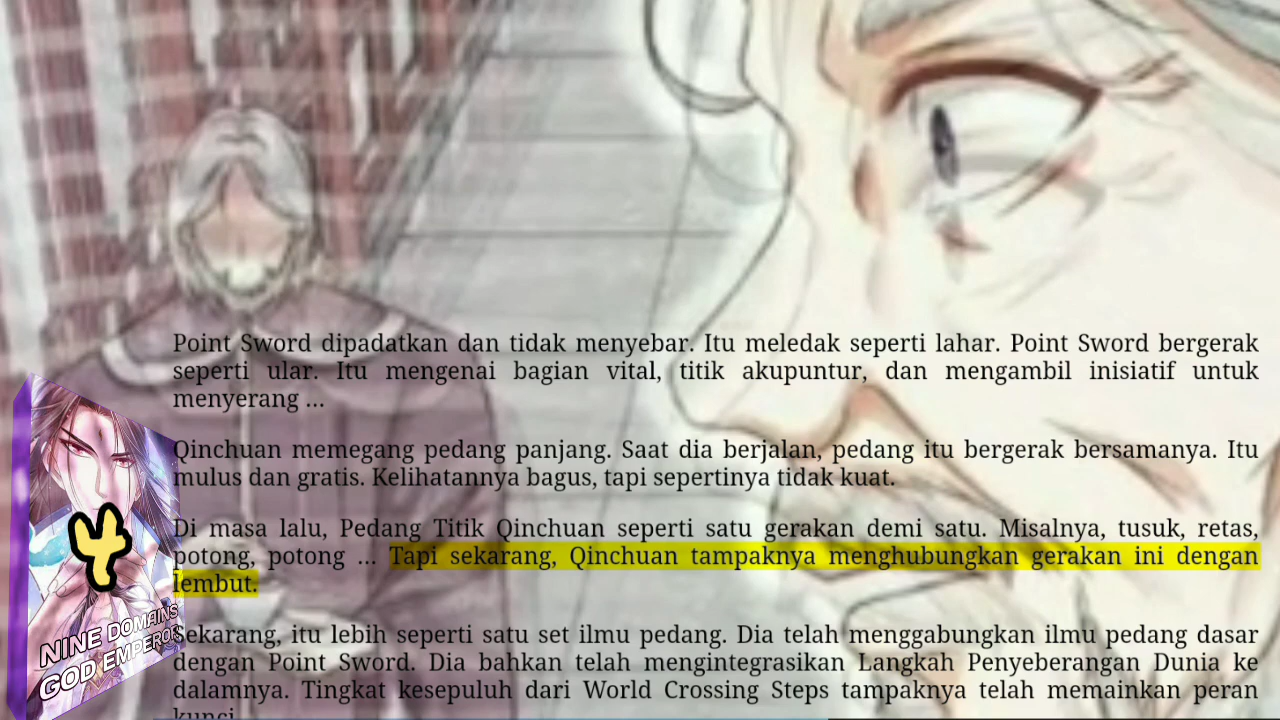 Point Sword dipadatkan dan tidak menyebar. Itu meledak seperti lahar. Point Sword bergerak
seperti ular. Itu mengenai bagian vital, titik akupuntur, dan mengambil inisiatif untuk
menyerang ...
Qinchuan memegang pedang panjang. Saat dia berjalan, pedang itu bergerak bersamanya. Itu
mulus dan gratis. Kelihatannya bagus, tapi sepertinya tidak kuat.
Di masa lalu, Pedang Titik Qinchuan seperti satu gerakan demi satu. Misalnya, tusuk, retas,
potong, potong ... Tapi sekarang, Qinchuan tampaknya menghubungkan gerakan ini dengan
lembut.
Sekarang, itu lebih seperti satu set ilmu pedang. Dia telah menggabungkan ilmu pedang dasar
dengan Point Sword. Dia bahkan telah mengintegrasikan Langkah Penyeberangan Dunia ke
dalamnya. Tingkat kesepuluh dari World Crossing Steps tampaknya telah memainkan peran
kunci.
4
NINE DOMAINS
GOD EMPEROR